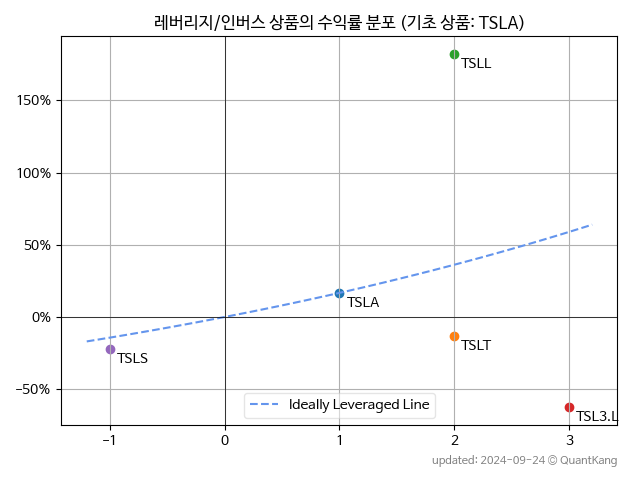 레버리지/인버스 상품의 수익률 분포 (기초 상품: TSLA)
TSLL
150%
100%
50%
TSLA
0%
TSLT
TSLS
−50%
Ideally Leveraged Line
TSL3.L
−1 0 1 2 3
updated: 2024-09-24 © QuantKang